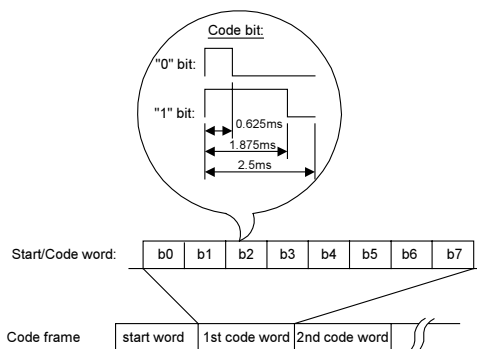 Code bit:
"0" bit:
"1" bit:
0.625ms
1.875ms
2.5ms
Start/Code word: b0 b1 b2 b3 b4 b5 b6 b7
Code frame start word 1st code word 2nd code word